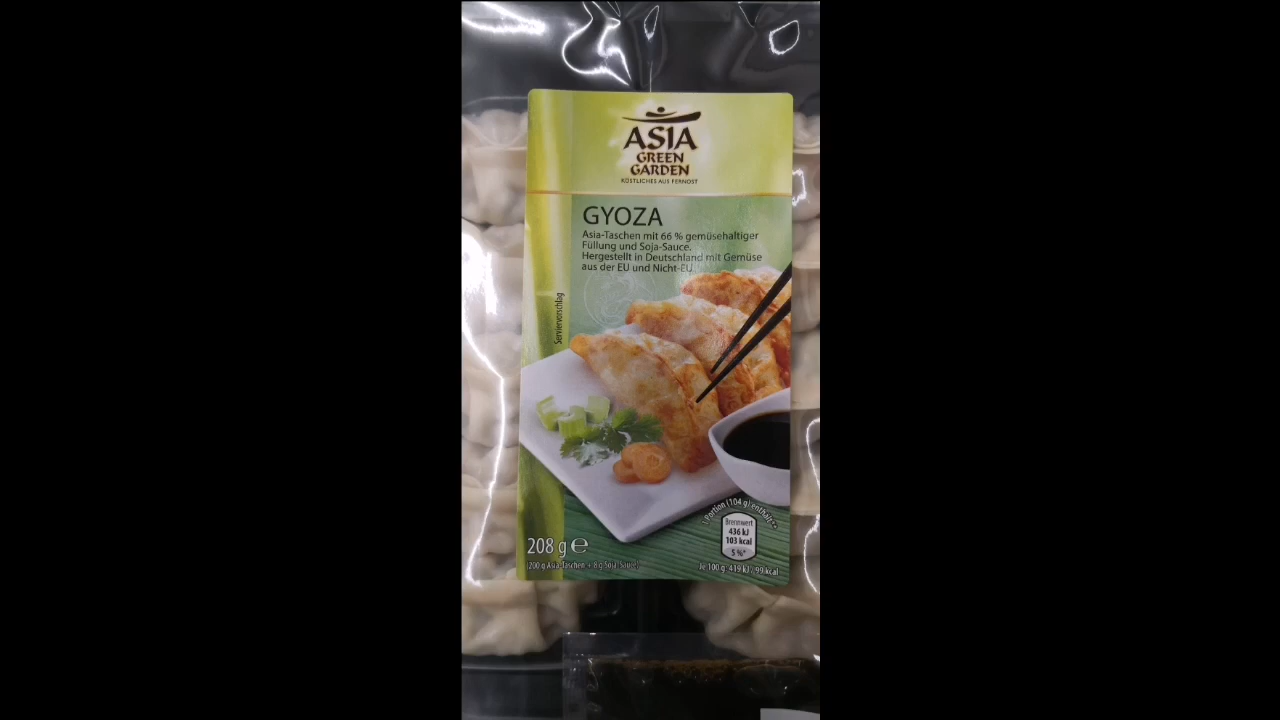 ASIA
GREEN
GARDEN
KÖSTLICHES AUS FERNOST
GYOZA
Asia-Taschen mit 66 % gemüsehaltiger
Füllung und Soja-Sauce.
Hergestellt in Deutschland mit Gemüse
aus der EU und Nicht-EU.
Serviervorschlag
1 Portion (104 g) enthält**
Brennwert
436 kJ
103 kcal
5 %*
208 g ℮
(200 g Asia-Taschen + 8 g Soja-Sauce)
Je 100 g: 419 kJ / 99 kcal